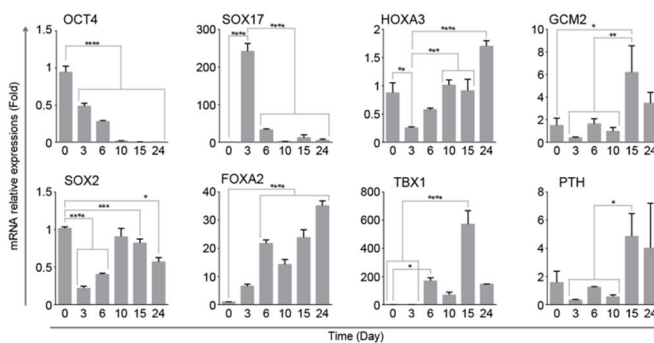 mRNA relative expressions (Fold)
OCT4
1.5
1
0.5
0
****
0 3 6 10 15 24
SOX17
300
200
100
0
**** ****
0 3 6 10 15 24
HOXA3
2
1.5
1
0.5
0
****
***
**
0 3 6 10 15 24
GCM2
10
8
6
4
2
0
*
**
0 3 6 10 15 24
SOX2
1.5
1
0.5
0
*
***
****
0 3 6 10 15 24
FOXA2
40
30
20
10
0
****
0 3 6 10 15 24
TBX1
800
600
400
200
0
****
*
0 3 6 10 15 24
PTH
8
6
4
2
0
*
0 3 6 10 15 24
Time (Day)